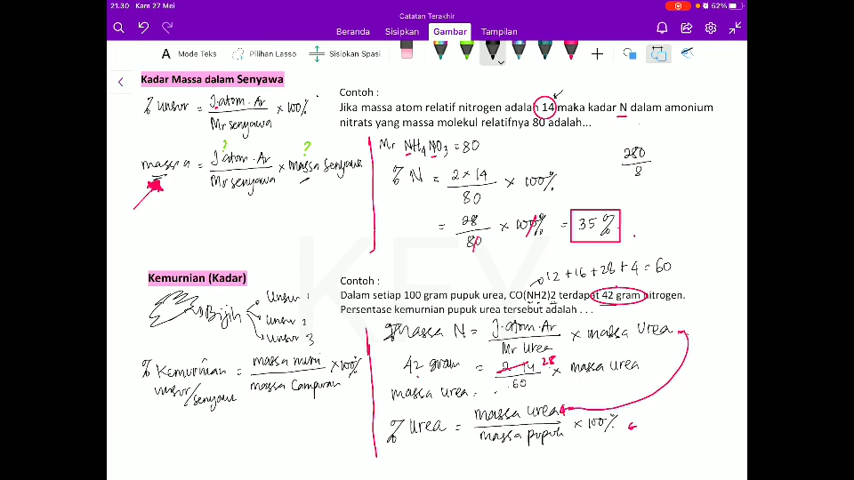 21.30 Kam 27 Mei
62%
Catatan Terakhir
Beranda Sisipkan Gambar Tampilan
A Mode Teks Pilihan Lasso Sisipkan Spasi
Kadar Massa dalam Senyawa
% unsur = J.atom . Ar / Mr senyawa × 100%
massa = J.atom . Ar / Mr senyawa × massa senyawa
? ?
Contoh :
Jika massa atom relatif nitrogen adalah 14 maka kadar N dalam amonium
nitrats yang massa molekul relatifnya 80 adalah...
Mr NH4NO3 = 80
% N = 2 × 14 / 80 × 100%
= 28 / 80 × 100% = 35 %
280 / 8
KEY
Kemurnian (Kadar)
Bijih
unsur 1
unsur 2
unsur 3
% Kemurnian unsur/senyawa = massa murni / massa campuran × 100%
Contoh :
12 + 16 + 28 + 4 = 60
Dalam setiap 100 gram pupuk urea, CO(NH2)2 terdapat 42 gram nitrogen.
Persentase kemurnian pupuk urea tersebut adalah . . .
massa N = J.atom . Ar / Mr Urea × massa urea
42 gram = 2 . 14 28 / 60 × massa urea
massa urea . .
% Urea = massa urea / massa pupuk × 100%